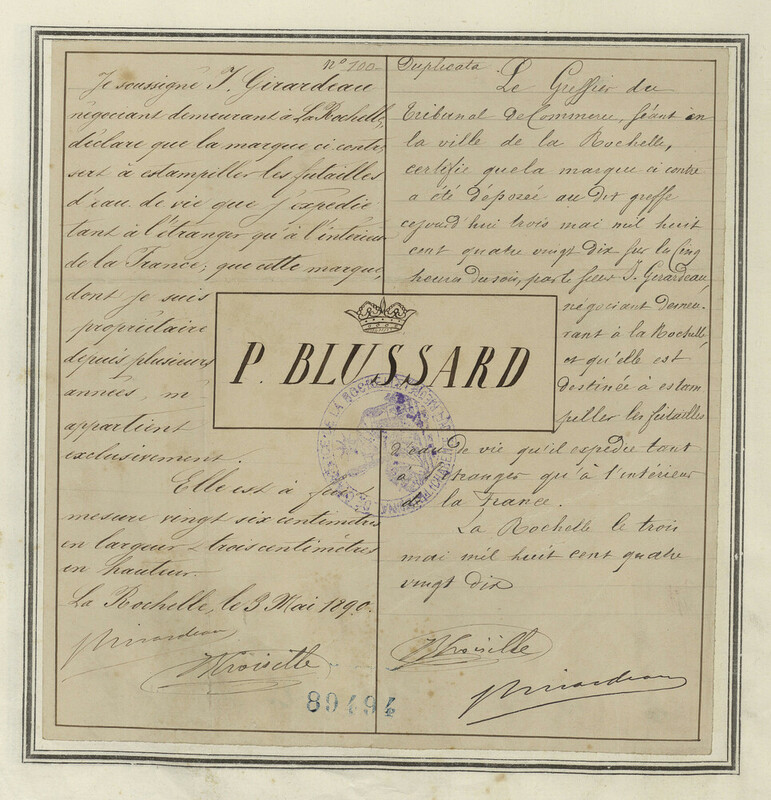 Nº 100
Je soussigné J. Girardeau
négociant demeurant à La Rochelle,
déclare que la marque ci contre,
sert à estampiller les futailles
d'eau de vie que j'expédie
tant à l'étranger qu'à l'intérieur
de la France; que cette marque,
dont je suis
propriétaire
depuis plusieurs
années, m'
appartient
exclusivement.
Elle est à feu,
mesure vingt six centimètres
en largeur & trois centimètres
en hauteur.
La Rochelle, le 3 Mai 1890.
JGirardeau
Duplicata
Le Greffier du
Tribunal de Commerce, séant en
la ville de la Rochelle,
certifie que la marque ci contre
a été déposée au dit greffe
cejourd'hui trois mai mil huit
cent quatre vingt dix sur les cinq
heures du soir, par le sieur J. Girardeau,
négociant demeu-
rant à la Rochelle,
et qu'elle est
destinée à estam
piller les futailles
d'eau de vie qu'il expédie tant
à l'étranger qu'à l'intérieur
de la France.
La Rochelle le trois
mai mil huit cent quatre
vingt dix
JGirardeau
P. BLUSSARD
89494